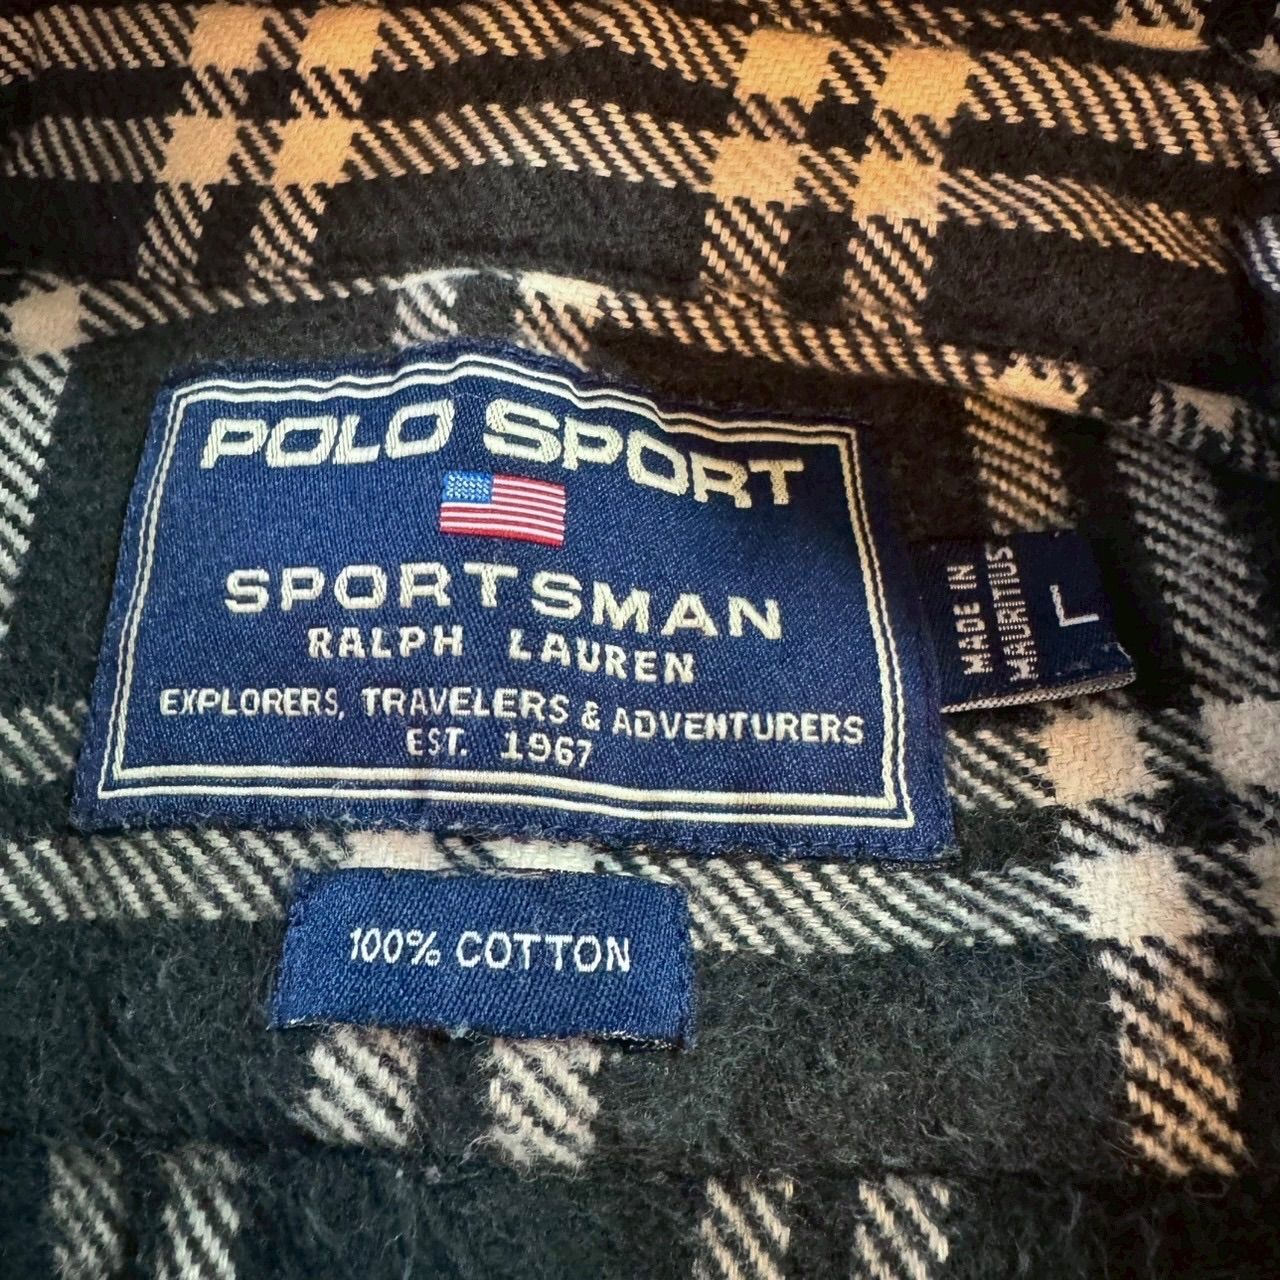 POLO SPORT
SPORTSMAN
RALPH LAUREN
EXPLORERS, TRAVELERS & ADVENTURERS
EST. 1967
MADE IN
MAURITIUS
L
100% COTTON